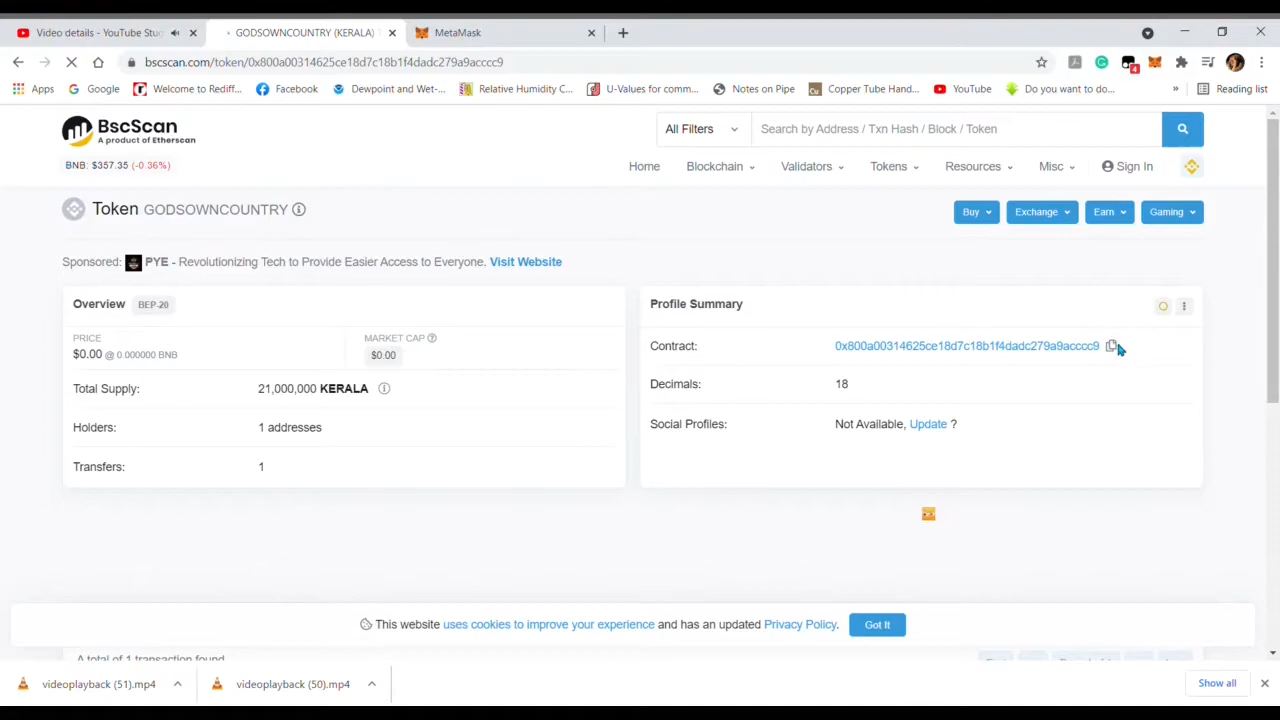 Video details - YouTube Stu
GODSOWNCOUNTRY (KERALA) T
MetaMask
bscscan.com/token/0x800a00314625ce18d7c18b1f4dadc279a9acccc9
4
Apps
Google
Welcome to Rediff...
Facebook
Dewpoint and Wet-...
Relative Humidity C...
U-Values for comm...
Notes on Pipe
Copper Tube Hand...
YouTube
Do you want to do...
»
Reading list
BscScan
A product of Etherscan
All Filters
Search by Address / Txn Hash / Block / Token
BNB: $357.35 (-0.36%)
Home
Blockchain
Validators
Tokens
Resources
Misc
Sign In
Token GODSOWNCOUNTRY
Buy
Exchange
Earn
Gaming
Sponsored: PYE - Revolutionizing Tech to Provide Easier Access to Everyone. Visit Website
Overview BEP-20
PRICE
$0.00 @ 0.000000 BNB
MARKET CAP
$0.00
Total Supply: 21,000,000 KERALA
Holders: 1 addresses
Transfers: 1
Profile Summary
Contract: 0x800a00314625ce18d7c18b1f4dadc279a9acccc9
Decimals: 18
Social Profiles: Not Available, Update ?
This website uses cookies to improve your experience and has an updated Privacy Policy.
Got It
A total of 1 transaction found
videoplayback (51).mp4
videoplayback (50).mp4
Show all